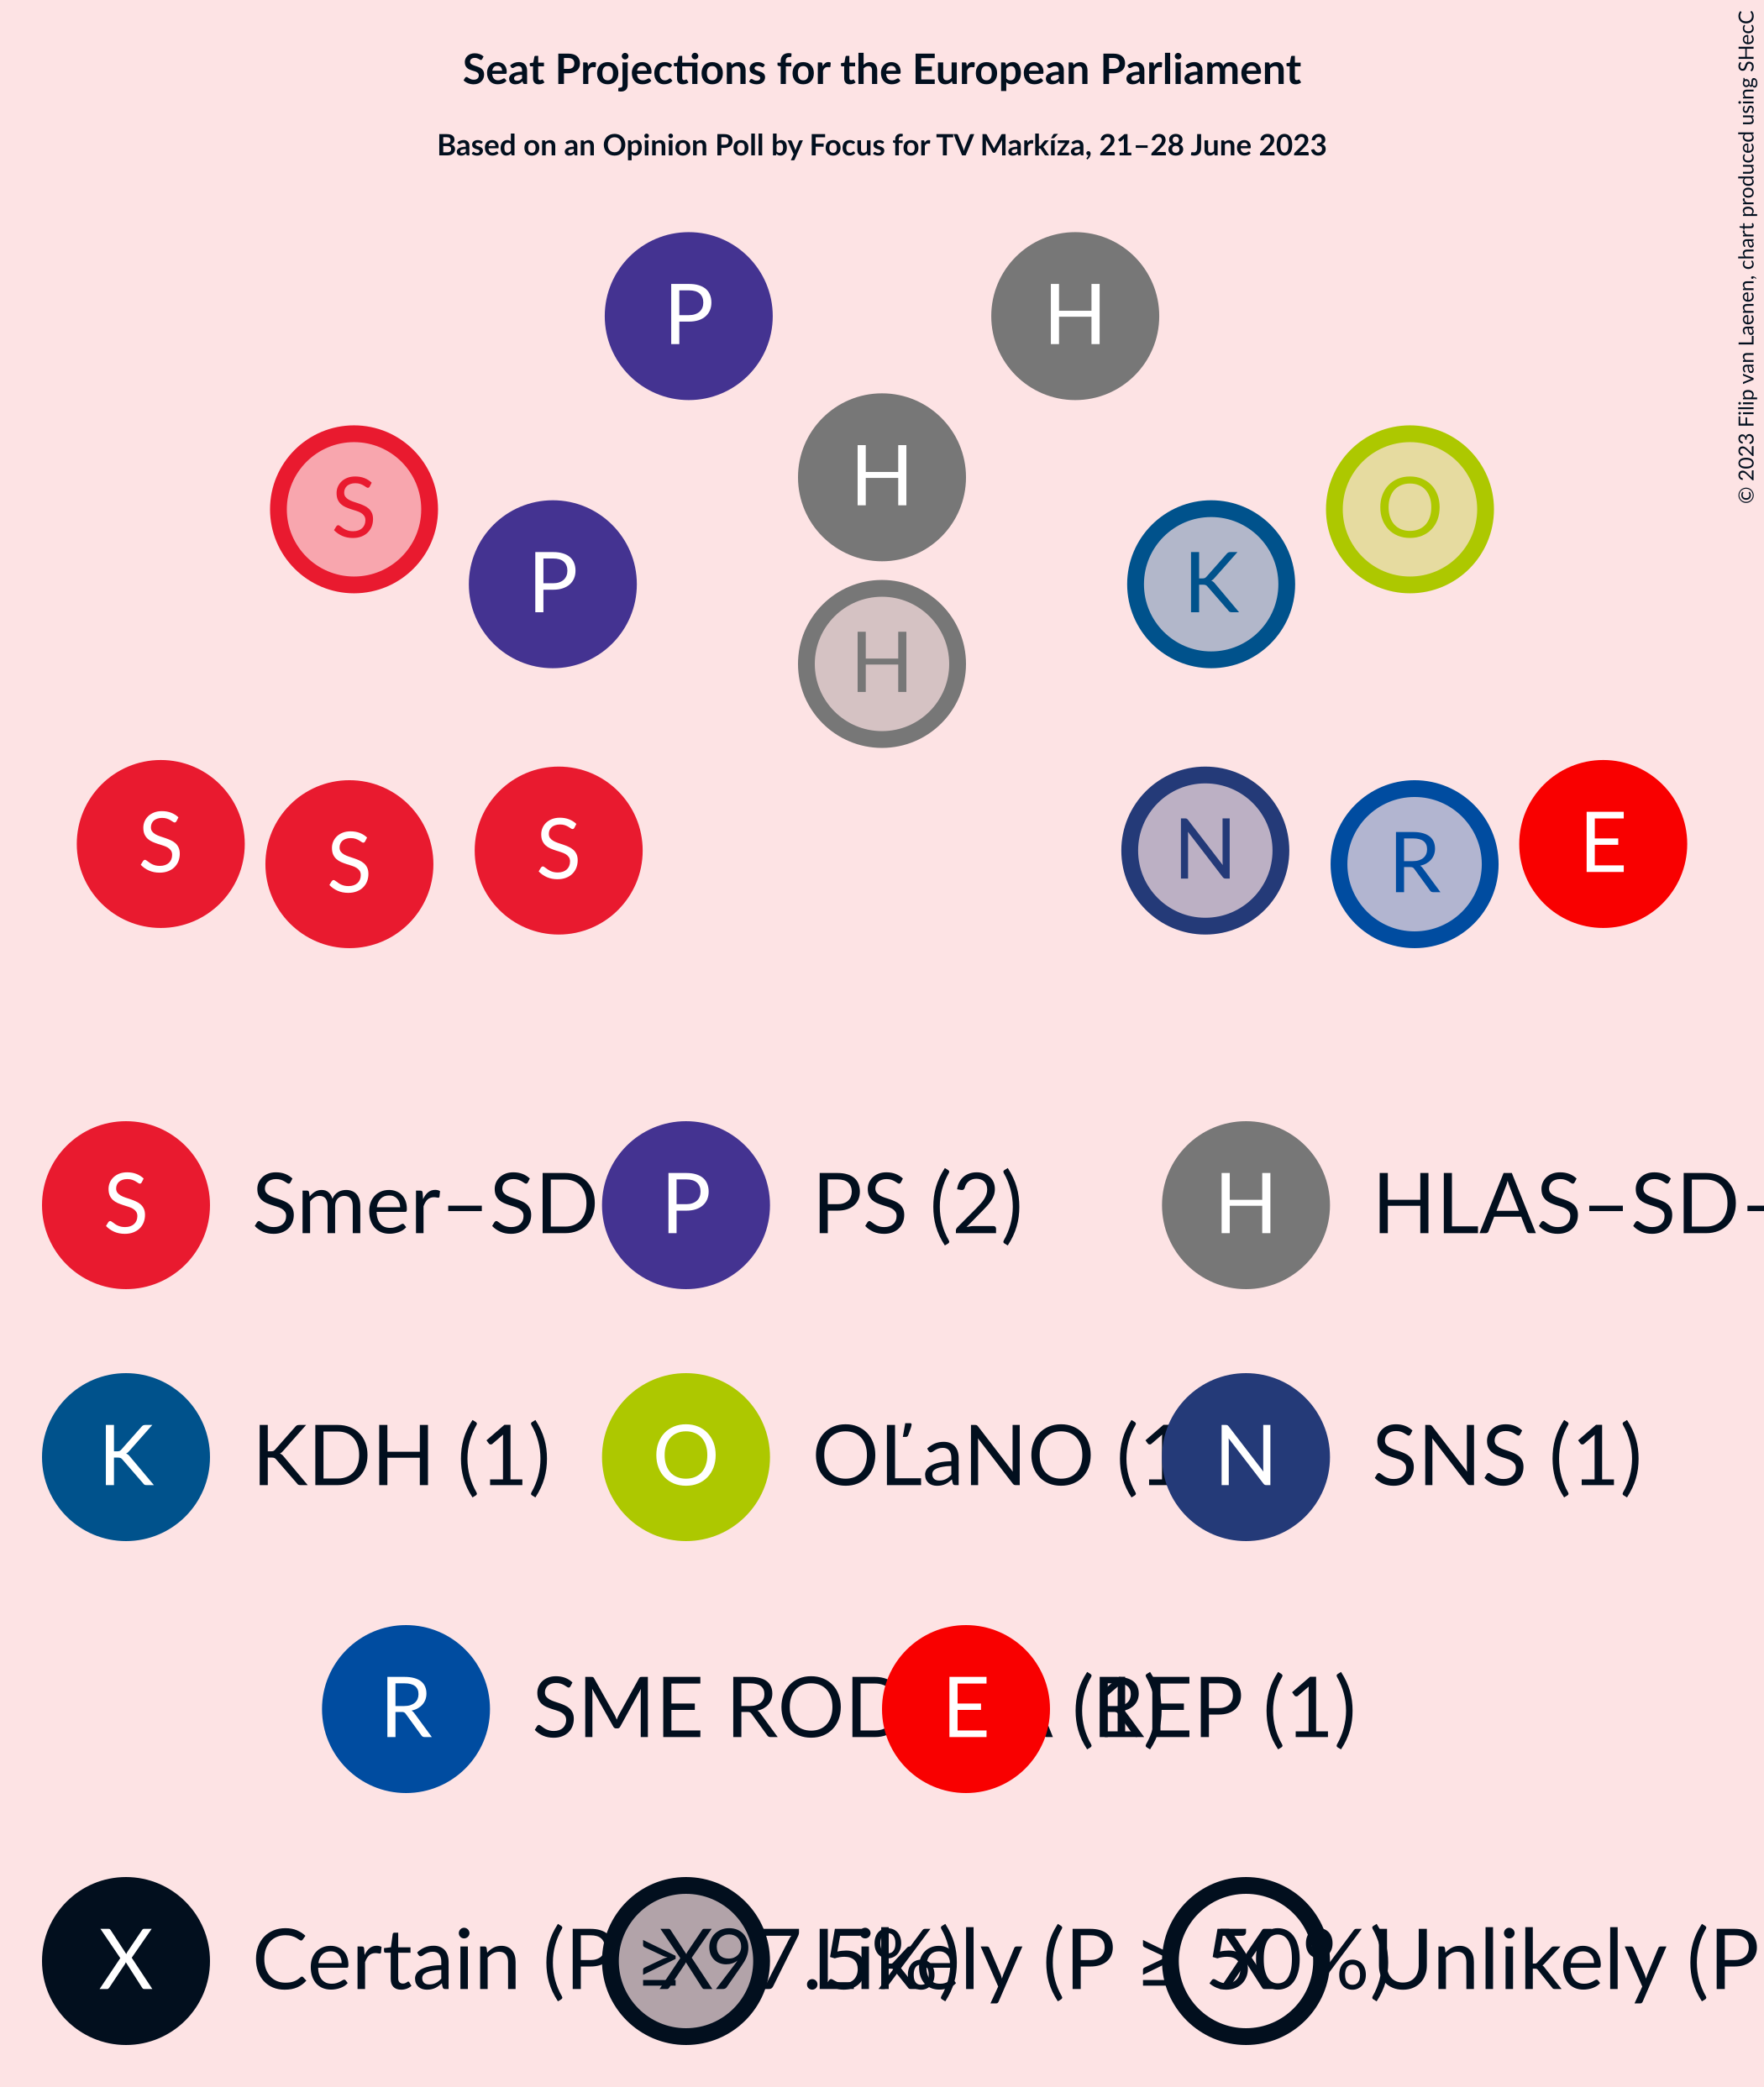 Seat Projections for the European Parliament
Based on an Opinion Poll by Focus for TV Markíza, 21–28 June 2023
© 2023 Filip van Laenen, chart produced using SHecC
P H
H
S O
P K
H
S S S N R E
S Smer–SD P PS (2) H HLAS–SD–
K KDH (1) O OĽaNO (1 N SNS (1)
R SME ROD E (1) REP (1)
X Certain (P ≥ 97.5%) X Likely (P ≥ 50%) X Unlikely (P